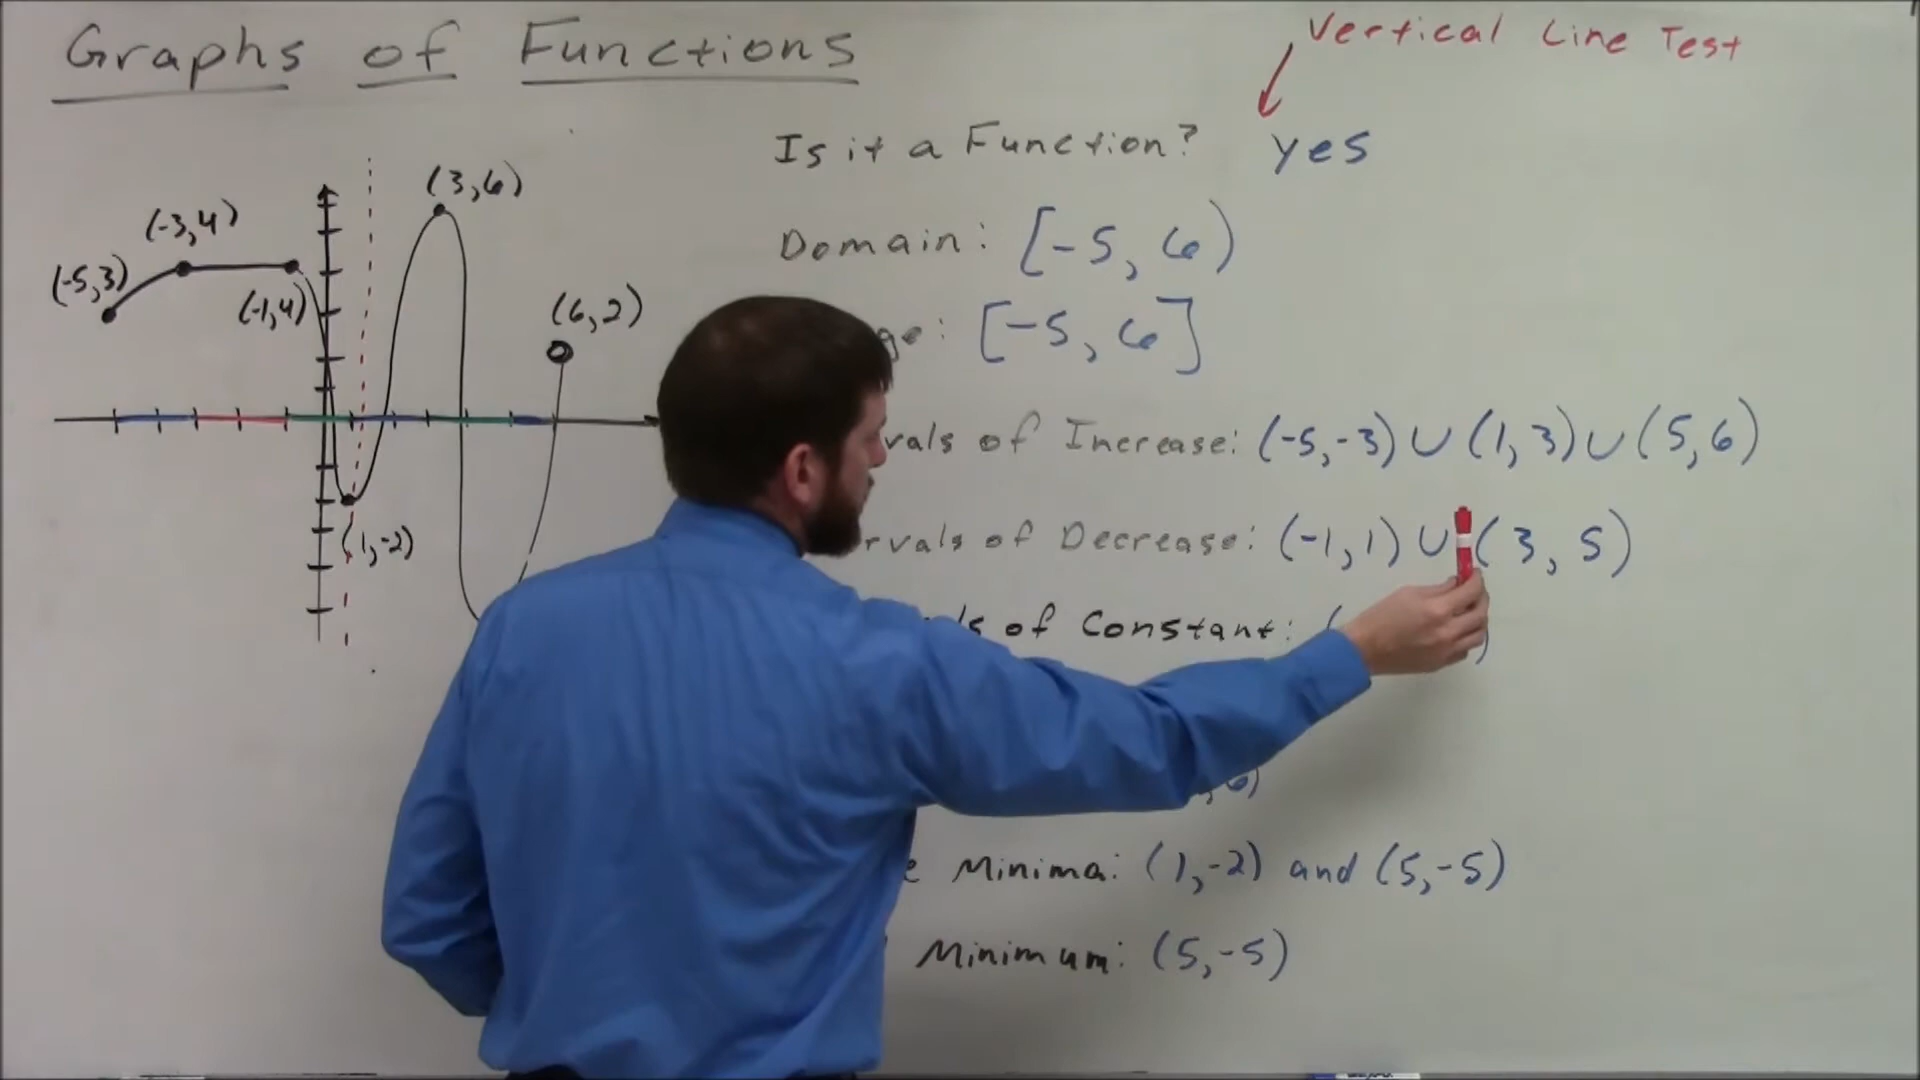 Graphs of Functions
Vertical Line Test
Is it a Function? yes
Domain: [-5, 6)
[-5, 6]
of Increase: (-5,-3) ∪ (1,3) ∪ (5,6)
of Decrease: (-1,1) ∪ (3,5)
of Constant: (
Minima: (1,-2) and (5,-5)
Minimum: (5,-5)
(-5,3)
(-3,4)
(-1,4)
(3,6)
(6,2)
(1,-2)